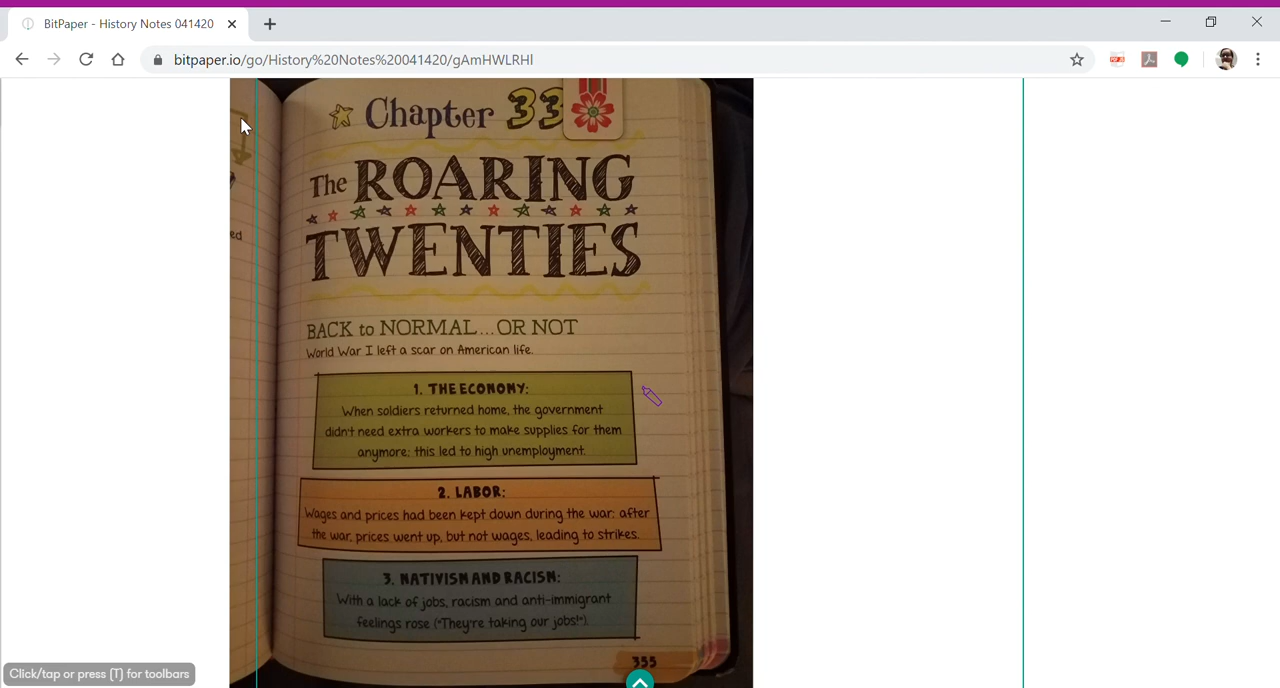 BitPaper - History Notes 041420
bitpaper.io/go/History%20Notes%20041420/gAmHWLRHl
Chapter 33
The ROARING
TWENTIES
ed
BACK to NORMAL...OR NOT
World War I left a scar on American life.
1. THE ECONOMY:
When soldiers returned home, the government
didn't need extra workers to make supplies for them
anymore; this led to high unemployment.
2. LABOR:
Wages and prices had been kept down during the war; after
the war, prices went up, but not wages, leading to strikes.
3. NATIVISM AND RACISM:
With a lack of jobs, racism and anti-immigrant
feelings rose ("They're taking our jobs!").
355
Click/tap or press (T) for toolbars